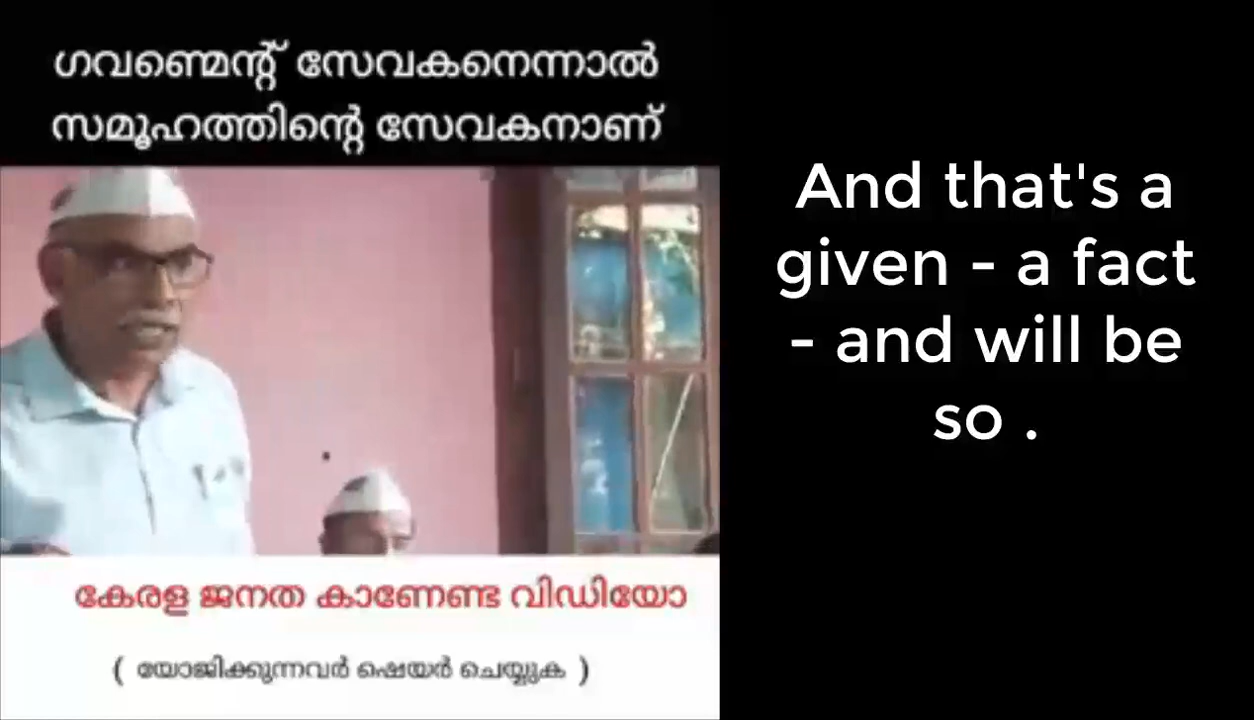 ഗവണ്മെന്റ് സേവകനെന്നാൽ
സമൂഹത്തിന്റെ സേവകനാണ്
കേരള ജനത കാണേണ്ട വിഡിയോ
( യോജിക്കുന്നവർ ഷെയർ ചെയ്യുക )
And that's a
given - a fact
- and will be
so .